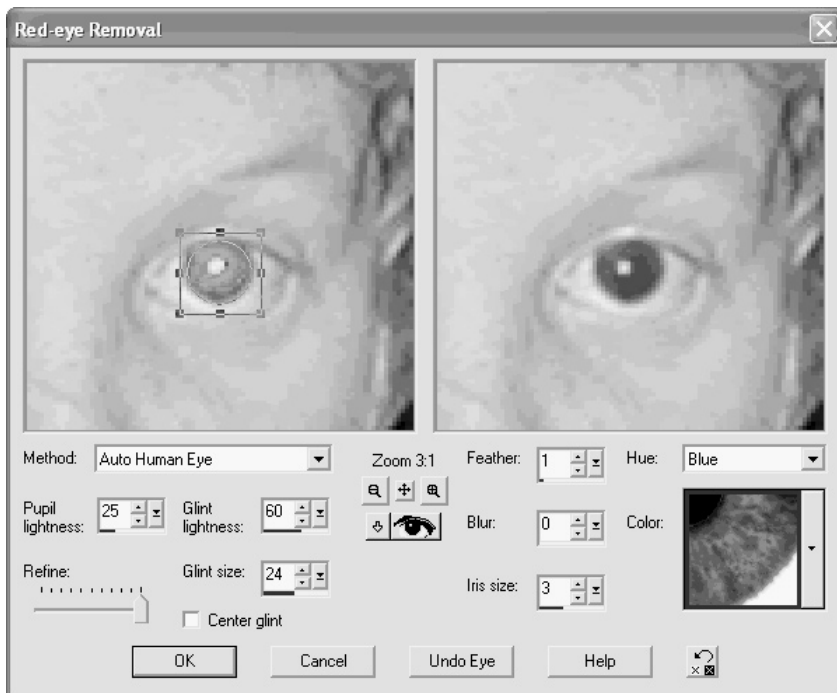 Red-eye Removal
Method: Auto Human Eye
Zoom 3:1
Feather: 1
Hue: Blue
Pupil lightness: 25
Glint lightness: 60
Blur: 0
Color:
Refine:
Glint size: 24
Iris size: 3
Center glint
OK Cancel Undo Eye Help